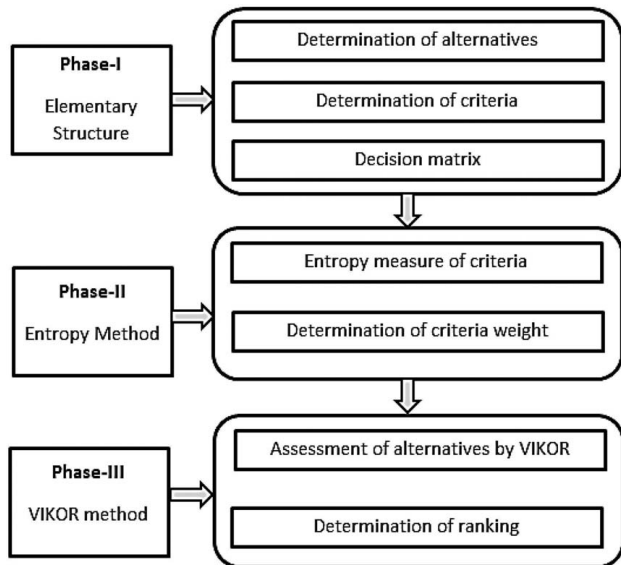 Phase-I
Elementary
Structure
Determination of alternatives
Determination of criteria
Decision matrix
Phase-II
Entropy Method
Entropy measure of criteria
Determination of criteria weight
Phase-III
VIKOR method
Assessment of alternatives by VIKOR
Determination of ranking